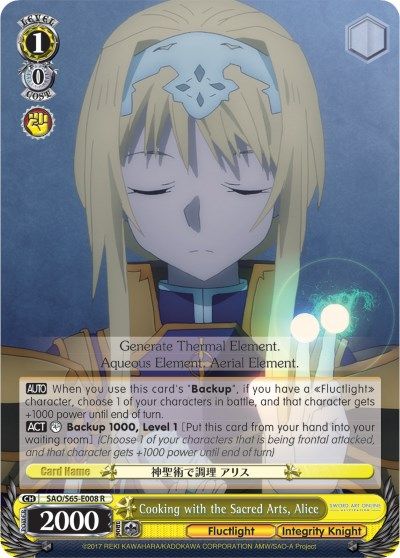 LEVEL
1
0
COST
Generate Thermal Element.
Aqueous Element, Aerial Element.
AUTO When you use this card's "Backup", if you have a «Fluctlight»
character, choose 1 of your characters in battle, and that character gets
+1000 power until end of turn.
ACT Backup 1000, Level 1 [Put this card from your hand into your
waiting room] (Choose 1 of your characters that is being frontal attacked,
and that character gets +1000 power until end of turn)
Card Name 神聖術で調理 アリス
SAO/S65-E008 R
Cooking with the Sacred Arts, Alice
SWORD ART ONLINE
POWER
2000
Fluctlight
Integrity Knight
©2017 REKI KAWAHARA/KADOKAWA CORPORATION AMW/SAO-A Project